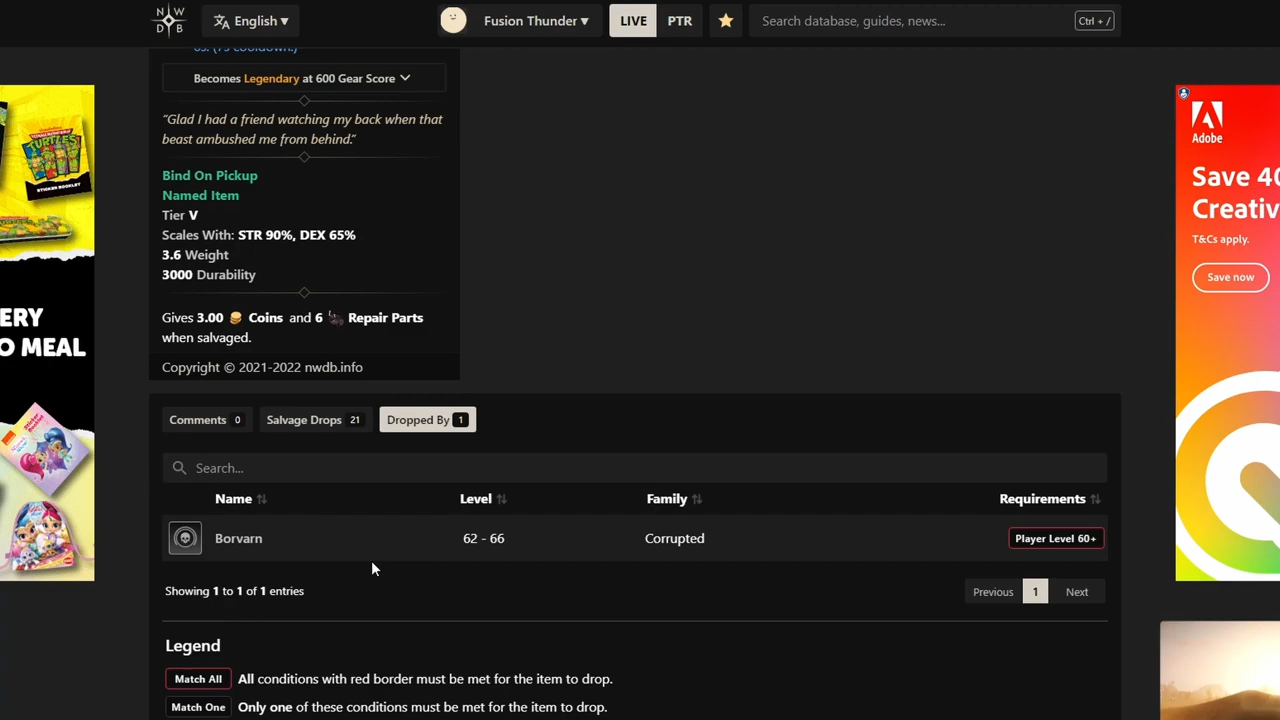 N W D B
English ▾
Fusion Thunder ▾
LIVE
PTR
Search database, guides, news...
Ctrl + /
Becomes Legendary at 600 Gear Score
“Glad I had a friend watching my back when that
beast ambushed me from behind.”
Bind On Pickup
Named Item
Tier V
Scales With: STR 90%, DEX 65%
3.6 Weight
3000 Durability
Gives 3.00 Coins and 6 Repair Parts
when salvaged.
Copyright © 2021-2022 nwdb.info
Comments 0
Salvage Drops 21
Dropped By 1
Search...
Name Level Family Requirements
Borvarn 62 - 66 Corrupted Player Level 60+
Showing 1 to 1 of 1 entries
Previous 1 Next
Legend
Match All All conditions with red border must be met for the item to drop.
Match One Only one of these conditions must be met for the item to drop.
TURTLES
STICKER BOOKLET
ERY
O MEAL
Adobe
Save 40
Creativ
T&Cs apply.
Save now